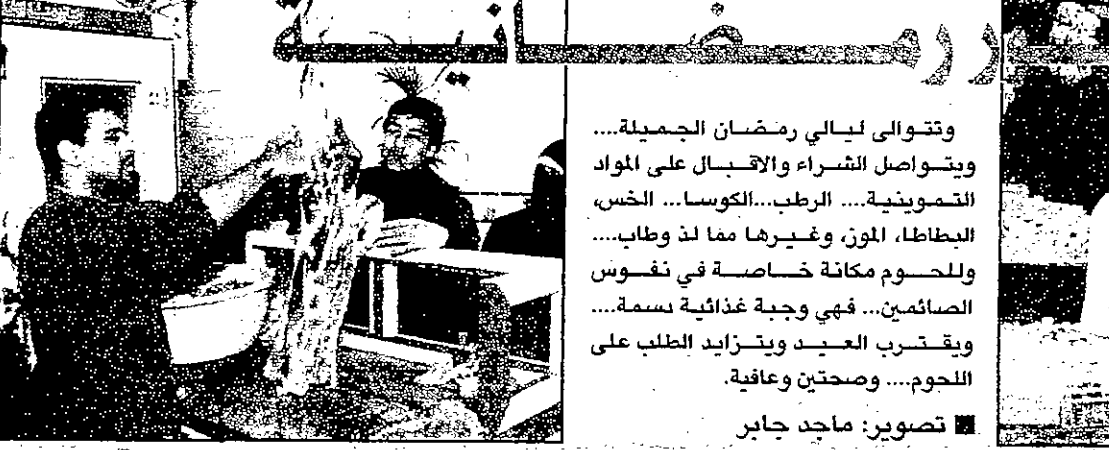 رمضانية
وتتوالى ليالي رمضان الجميلة....
ويتواصل الشراء والاقبال على المواد
التموينية.... الرطب...الكوسا... الخس،
البطاطا، الموز، وغيرها مما لذ وطاب....
وللحوم مكانة خاصة في نفوس
الصائمين... فهي وجبة غذائية دسمة....
ويقترب العيد ويتزايد الطلب على
اللحوم.... وصحتين وعافية.
تصوير: ماجد جابر